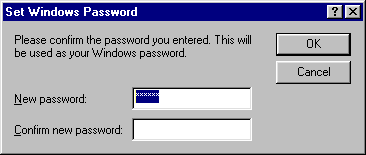 Set Windows Password
Please confirm the password you entered. This will
be used as your Windows password.
OK
Cancel
New password:
xxxxxx
Confirm new password: